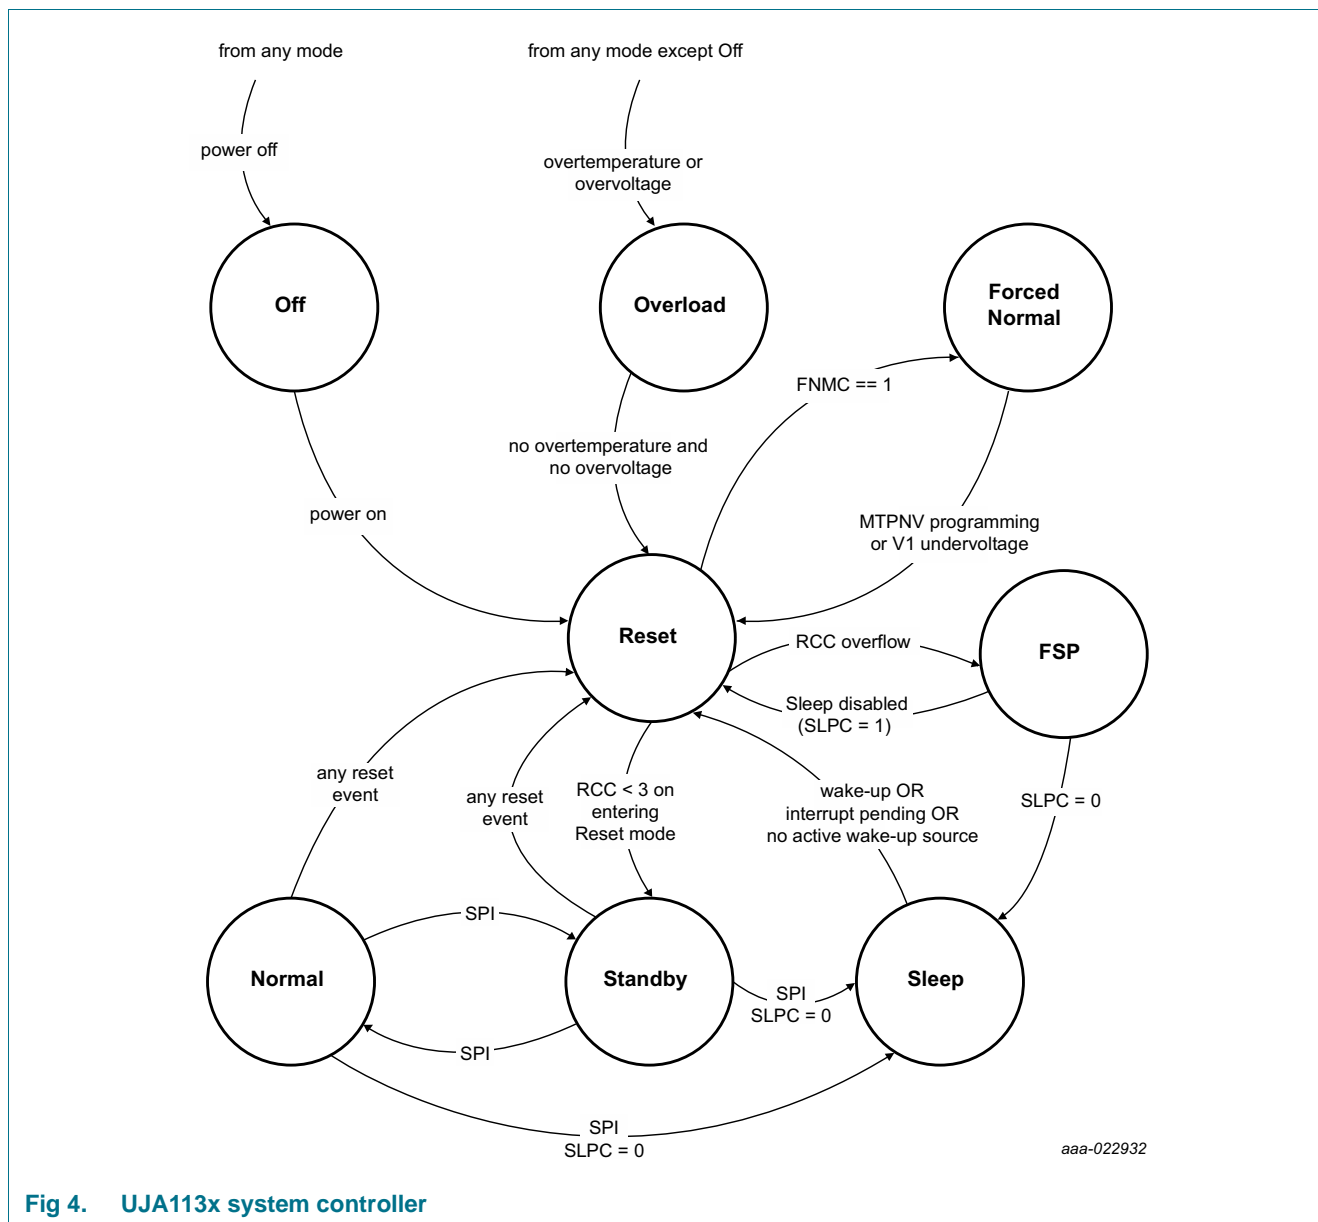 from any mode
from any mode except Off
power off
overtemperature or
overvoltage
Off
Overload
Forced
Normal
FNMC == 1
no overtemperature and
no overvoltage
power on
MTPNV programming
or V1 undervoltage
Reset
RCC overflow
FSP
Sleep disabled
(SLPC = 1)
any reset
event
any reset
event
RCC < 3 on
entering
Reset mode
wake-up OR
interrupt pending OR
no active wake-up source
SLPC = 0
SPI
Normal
Standby
Sleep
SPI
SLPC = 0
SPI
SPI
SLPC = 0
aaa-022932
Fig 4. UJA113x system controller